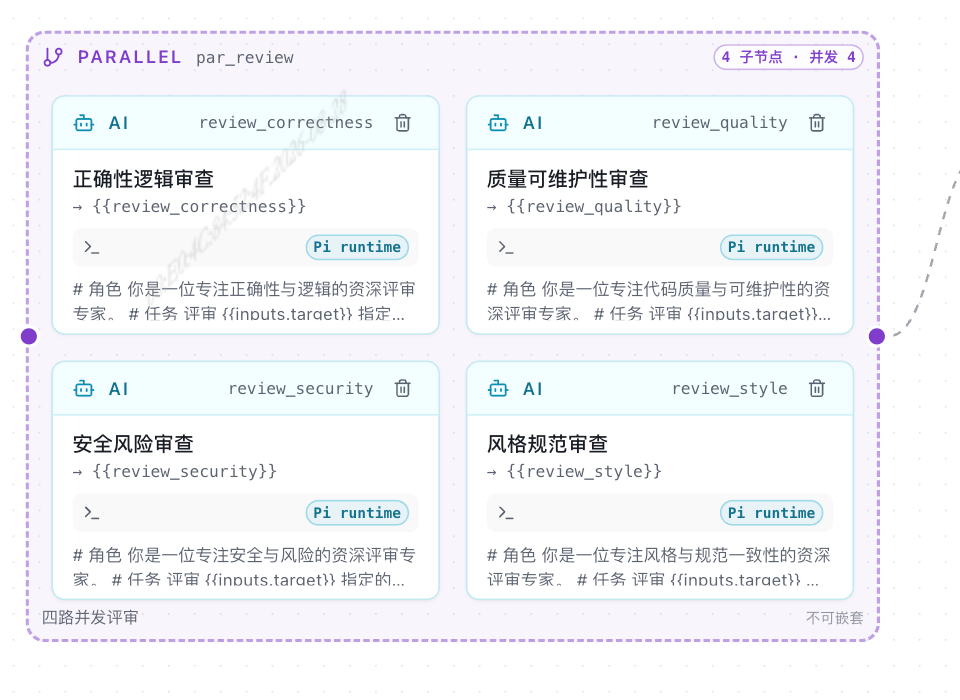 PARALLEL par_review 4 子节点 · 并发 4
AI review_correctness
正确性逻辑审查
→ {{review_correctness}}
>_ Pi runtime
# 角色 你是一位专注正确性与逻辑的资深评审
专家。 # 任务 评审 {{inputs.target}} 指定...
AI review_quality
质量可维护性审查
→ {{review_quality}}
>_ Pi runtime
# 角色 你是一位专注代码质量与可维护性的资
深评审专家。 # 任务 评审 {{inputs.target}}...
AI review_security
安全风险审查
→ {{review_security}}
>_ Pi runtime
# 角色 你是一位专注安全与风险的资深评审专
家。 # 任务 评审 {{inputs.target}} 指定的...
AI review_style
风格规范审查
→ {{review_style}}
>_ Pi runtime
# 角色 你是一位专注风格与规范一致性的资深
评审专家。 # 任务 评审 {{inputs.target}} ...
四路并发评审
不可嵌套